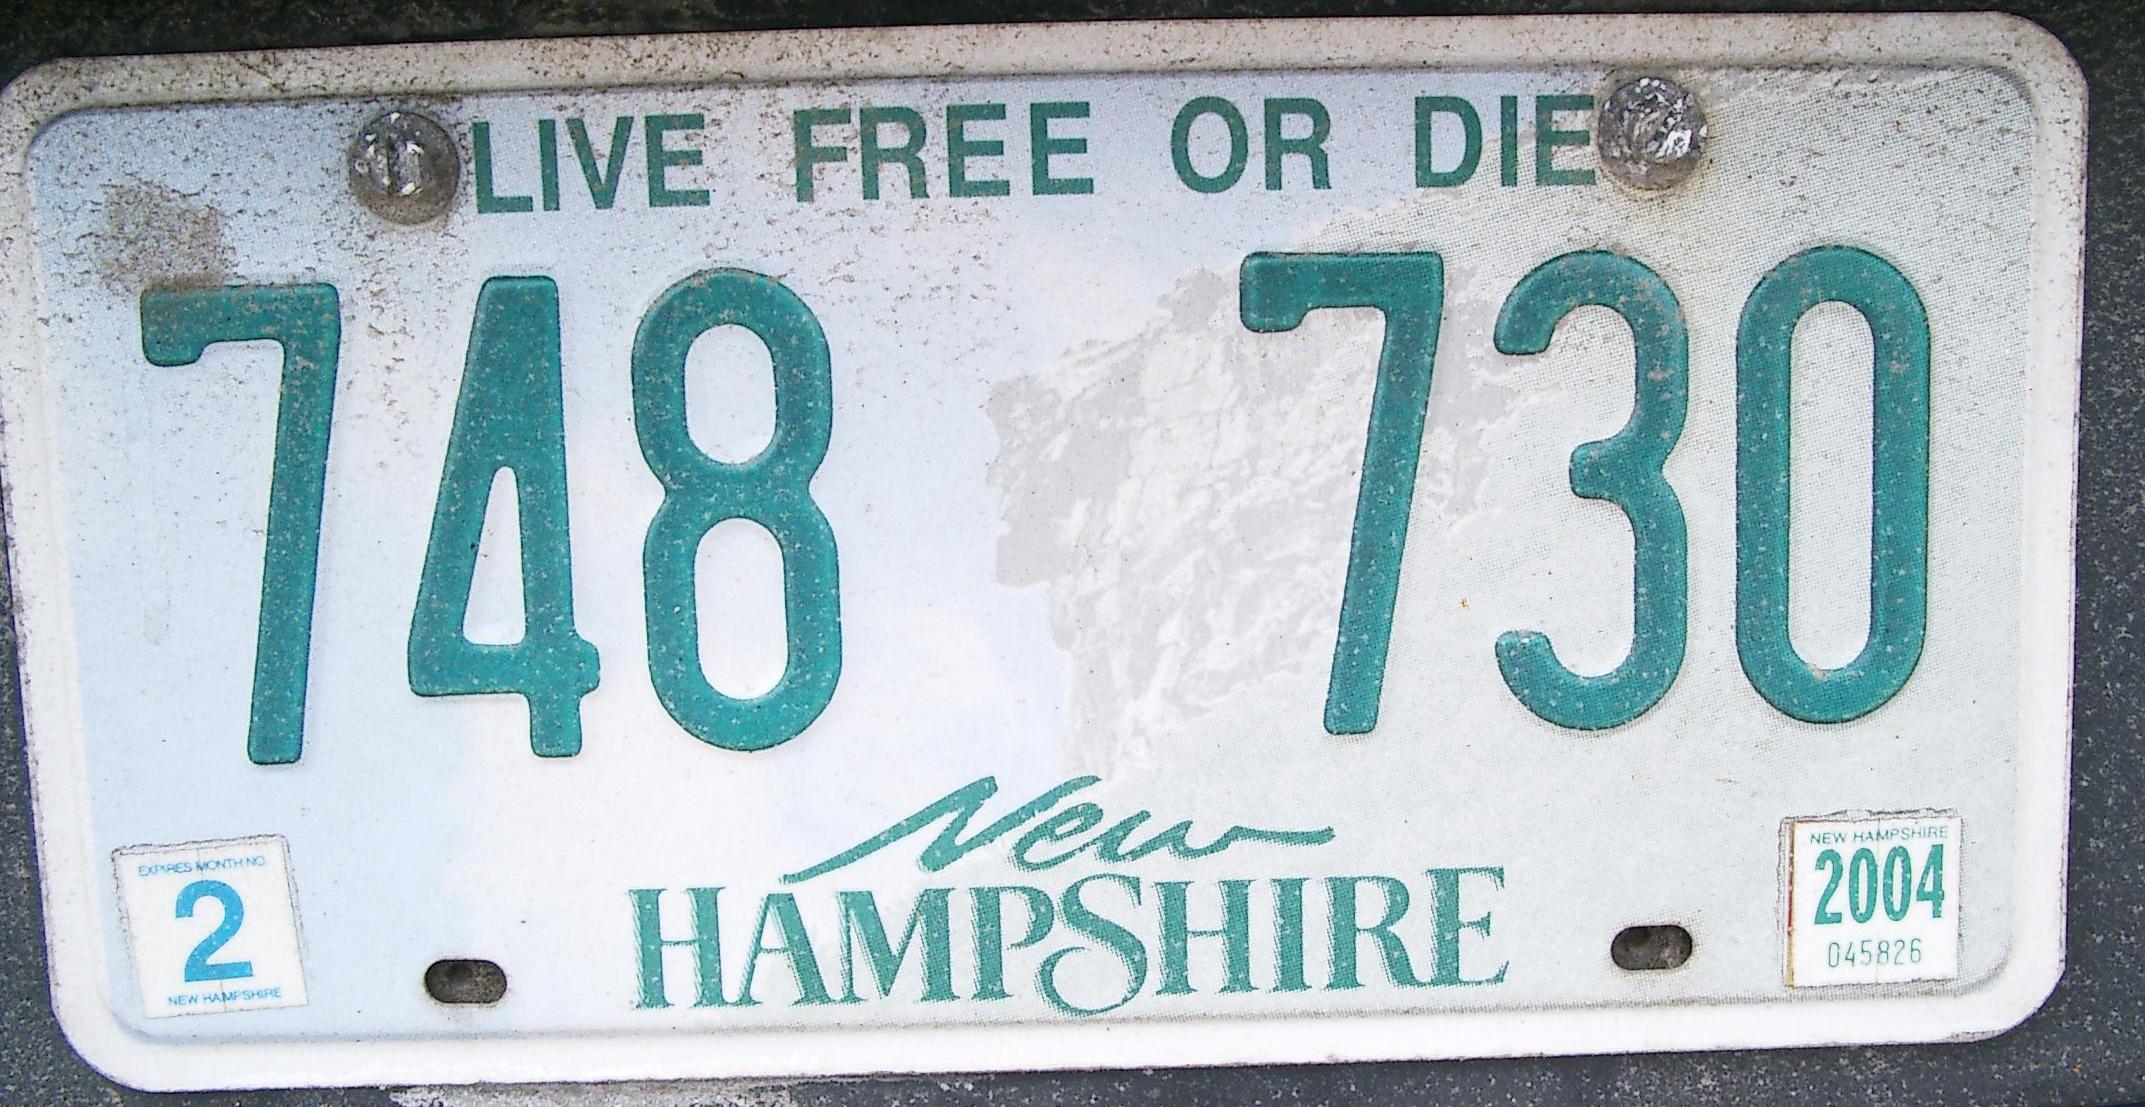 LIVE FREE OR DIE
748 730
New
HAMPSHIRE
EXPIRES MONTH NO.
2
NEW HAMPSHIRE
NEW HAMPSHIRE
2004
045826